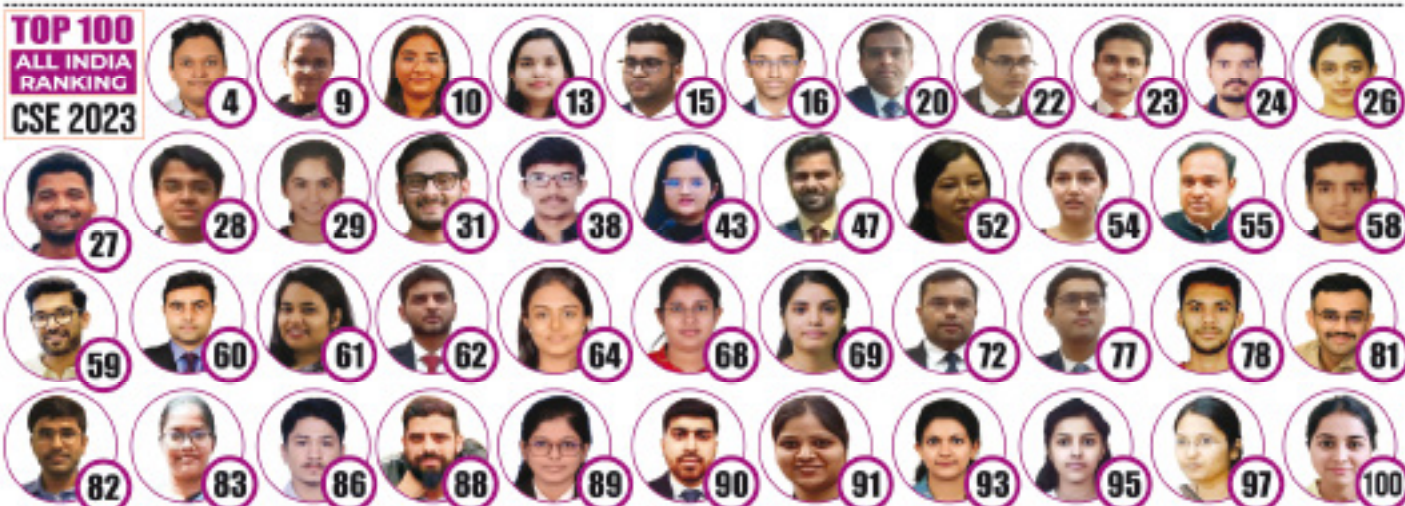 TOP 100
ALL INDIA
RANKING
CSE 2023
4 9 10 13 15 16 20 22 23 24 26
27 28 29 31 38 43 47 52 54 55 58
59 60 61 62 64 68 69 72 77 78 81
82 83 86 88 89 90 91 93 95 97 100